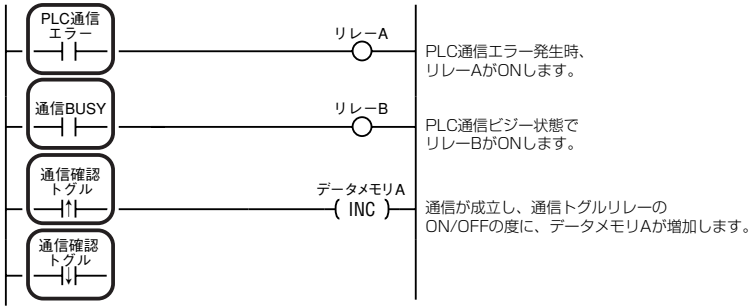 PLC通信
エラー
リレーA
PLC通信エラー発生時、
リレーAがONします。
通信BUSY
リレーB
PLC通信ビジー状態で
リレーBがONします。
通信確認
トグル
データメモリA
INC
通信が成立し、通信トグルリレーの
ON/OFFの度に、データメモリAが増加します。
通信確認
トグル